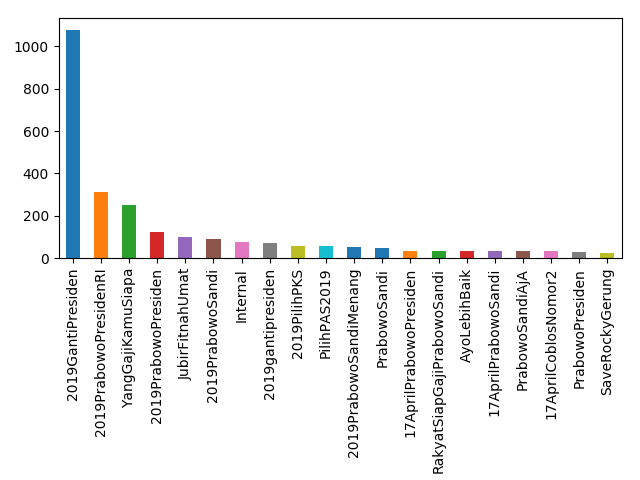 1000
800
600
400
200
0
2019GantiPresiden
2019PrabowoPresidenRI
YangGajiKamuSiapa
2019PrabowoPresiden
JubirFitnahUmat
2019PrabowoSandi
Internal
2019gantipresiden
2019PilihPKS
PilihPAS2019
2019PrabowoSandiMenang
PrabowoSandi
17AprilPrabowoPresiden
RakyatSiapGajiPrabowoSandi
AyoLebihBaik
17AprilPrabowoSandi
PrabowoSandiAjA
17AprilCoblosNomor2
PrabowoPresiden
SaveRockyGerung